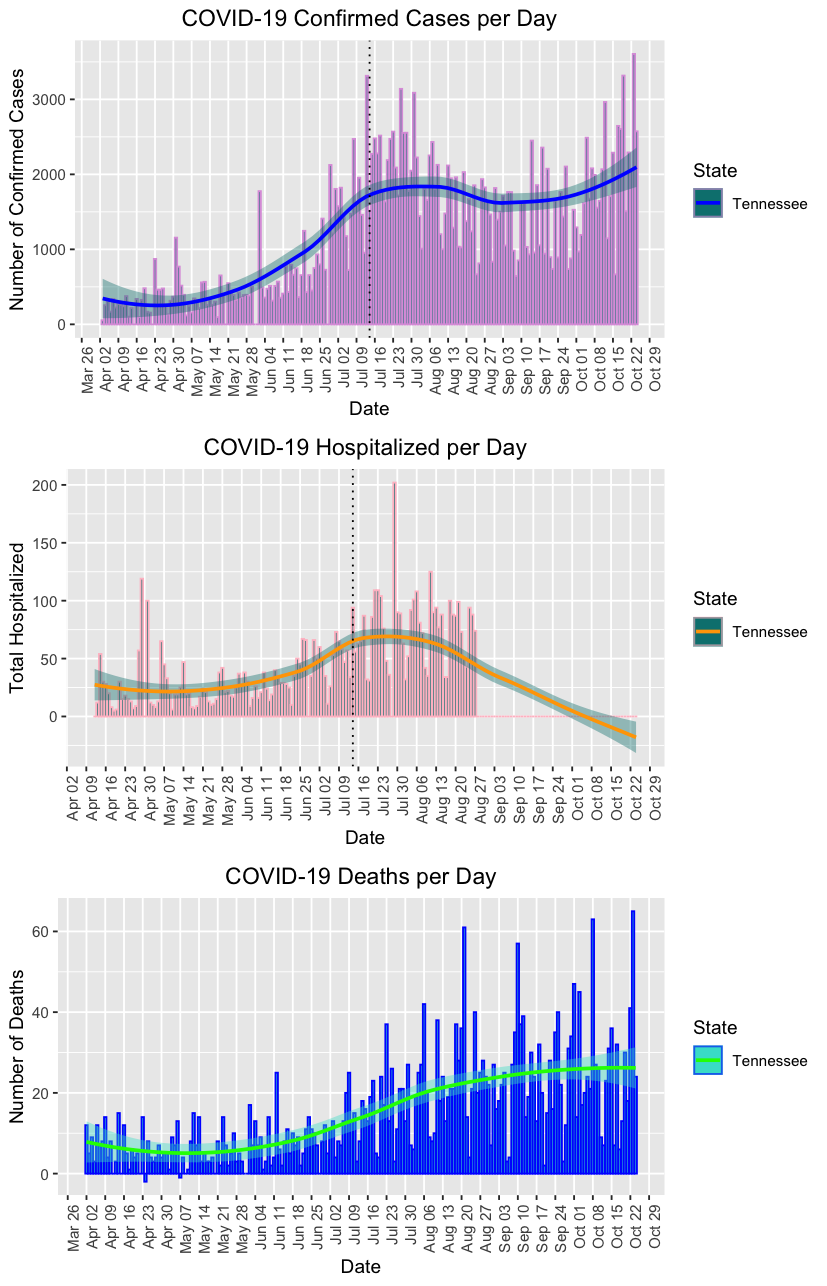 COVID-19 Confirmed Cases per Day
Number of Confirmed Cases
3000
2000
1000
0
Mar 26
Apr 02
Apr 09
Apr 16
Apr 23
Apr 30
May 07
May 14
May 21
May 28
Jun 04
Jun 11
Jun 18
Jun 25
Jul 02
Jul 09
Jul 16
Jul 23
Jul 30
Aug 06
Aug 13
Aug 20
Aug 27
Sep 03
Sep 10
Sep 17
Sep 24
Oct 01
Oct 08
Oct 15
Oct 22
Oct 29
Date
State
Tennessee
COVID-19 Hospitalized per Day
Total Hospitalized
200
150
100
50
0
Apr 02
Apr 09
Apr 16
Apr 23
Apr 30
May 07
May 14
May 21
May 28
Jun 04
Jun 11
Jun 18
Jun 25
Jul 02
Jul 09
Jul 16
Jul 23
Jul 30
Aug 06
Aug 13
Aug 20
Aug 27
Sep 03
Sep 10
Sep 17
Sep 24
Oct 01
Oct 08
Oct 15
Oct 22
Oct 29
Date
State
Tennessee
COVID-19 Deaths per Day
Number of Deaths
60
40
20
0
Mar 26
Apr 02
Apr 09
Apr 16
Apr 23
Apr 30
May 07
May 14
May 21
May 28
Jun 04
Jun 11
Jun 18
Jun 25
Jul 02
Jul 09
Jul 16
Jul 23
Jul 30
Aug 06
Aug 13
Aug 20
Aug 27
Sep 03
Sep 10
Sep 17
Sep 24
Oct 01
Oct 08
Oct 15
Oct 22
Oct 29
Date
State
Tennessee